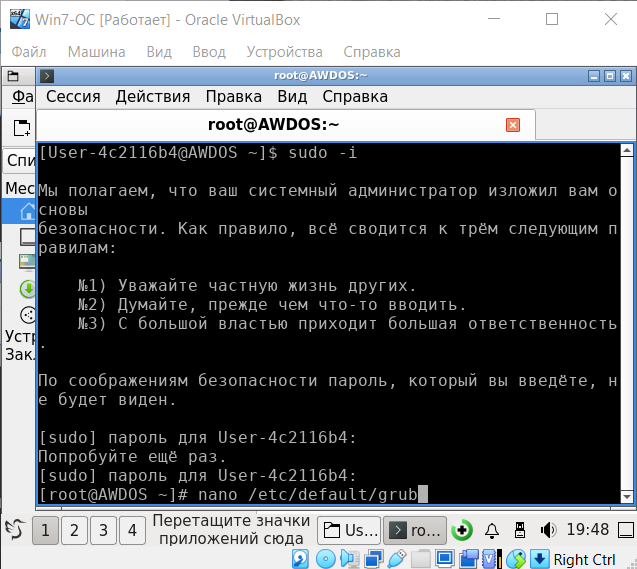 Win7-ОС [Работает] - Oracle VirtualBox
Файл Машина Вид Ввод Устройства Справка
root@AWDOS:~
Фа
Сессия Действия Правка Вид Справка
root@AWDOS:~
Спи
Мес
Устр
Закл
[User-4c2116b4@AWDOS ~]$ sudo -i
Мы полагаем, что ваш системный администратор изложил вам о
сновы
безопасности. Как правило, всё сводится к трём следующим п
равилам:
№1) Уважайте частную жизнь других.
№2) Думайте, прежде чем что-то вводить.
№3) С большой властью приходит большая ответственность
.
По соображениям безопасности пароль, который вы введёте, н
е будет виден.
[sudo] пароль для User-4c2116b4:
Попробуйте ещё раз.
[sudo] пароль для User-4c2116b4:
[root@AWDOS ~]# nano /etc/default/grub
1 2 3 4 Перетащите значки
приложений сюда
Us... ro... 19:48
Right Ctrl